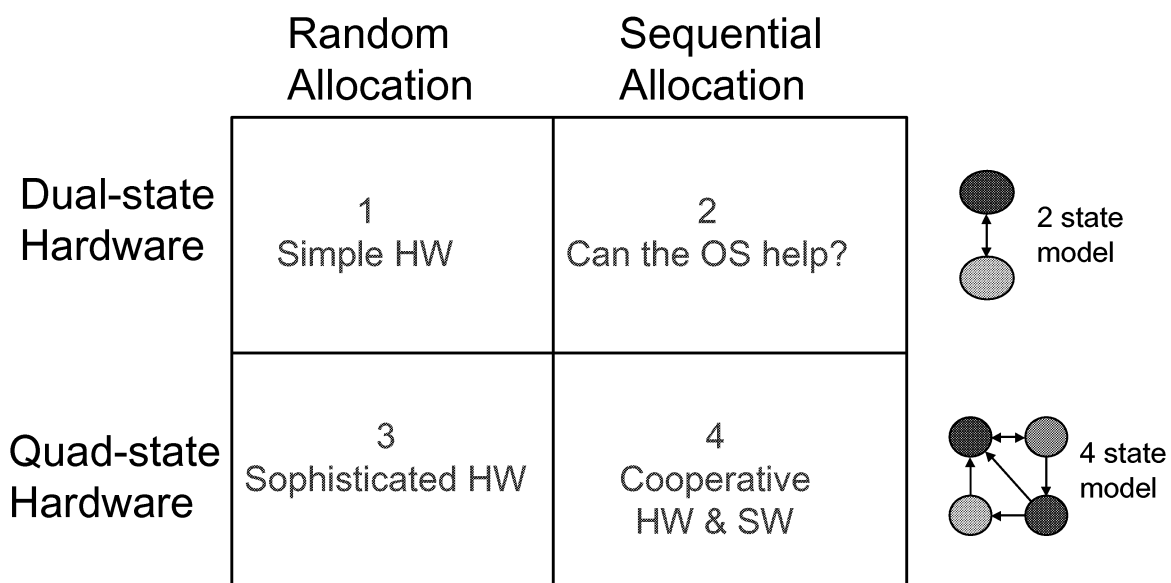 Random
Allocation
Sequential
Allocation
Dual-state
Hardware
1
Simple HW
2
Can the OS help?
2 state
model
Quad-state
Hardware
3
Sophisticated HW
4
Cooperative
HW & SW
4 state
model